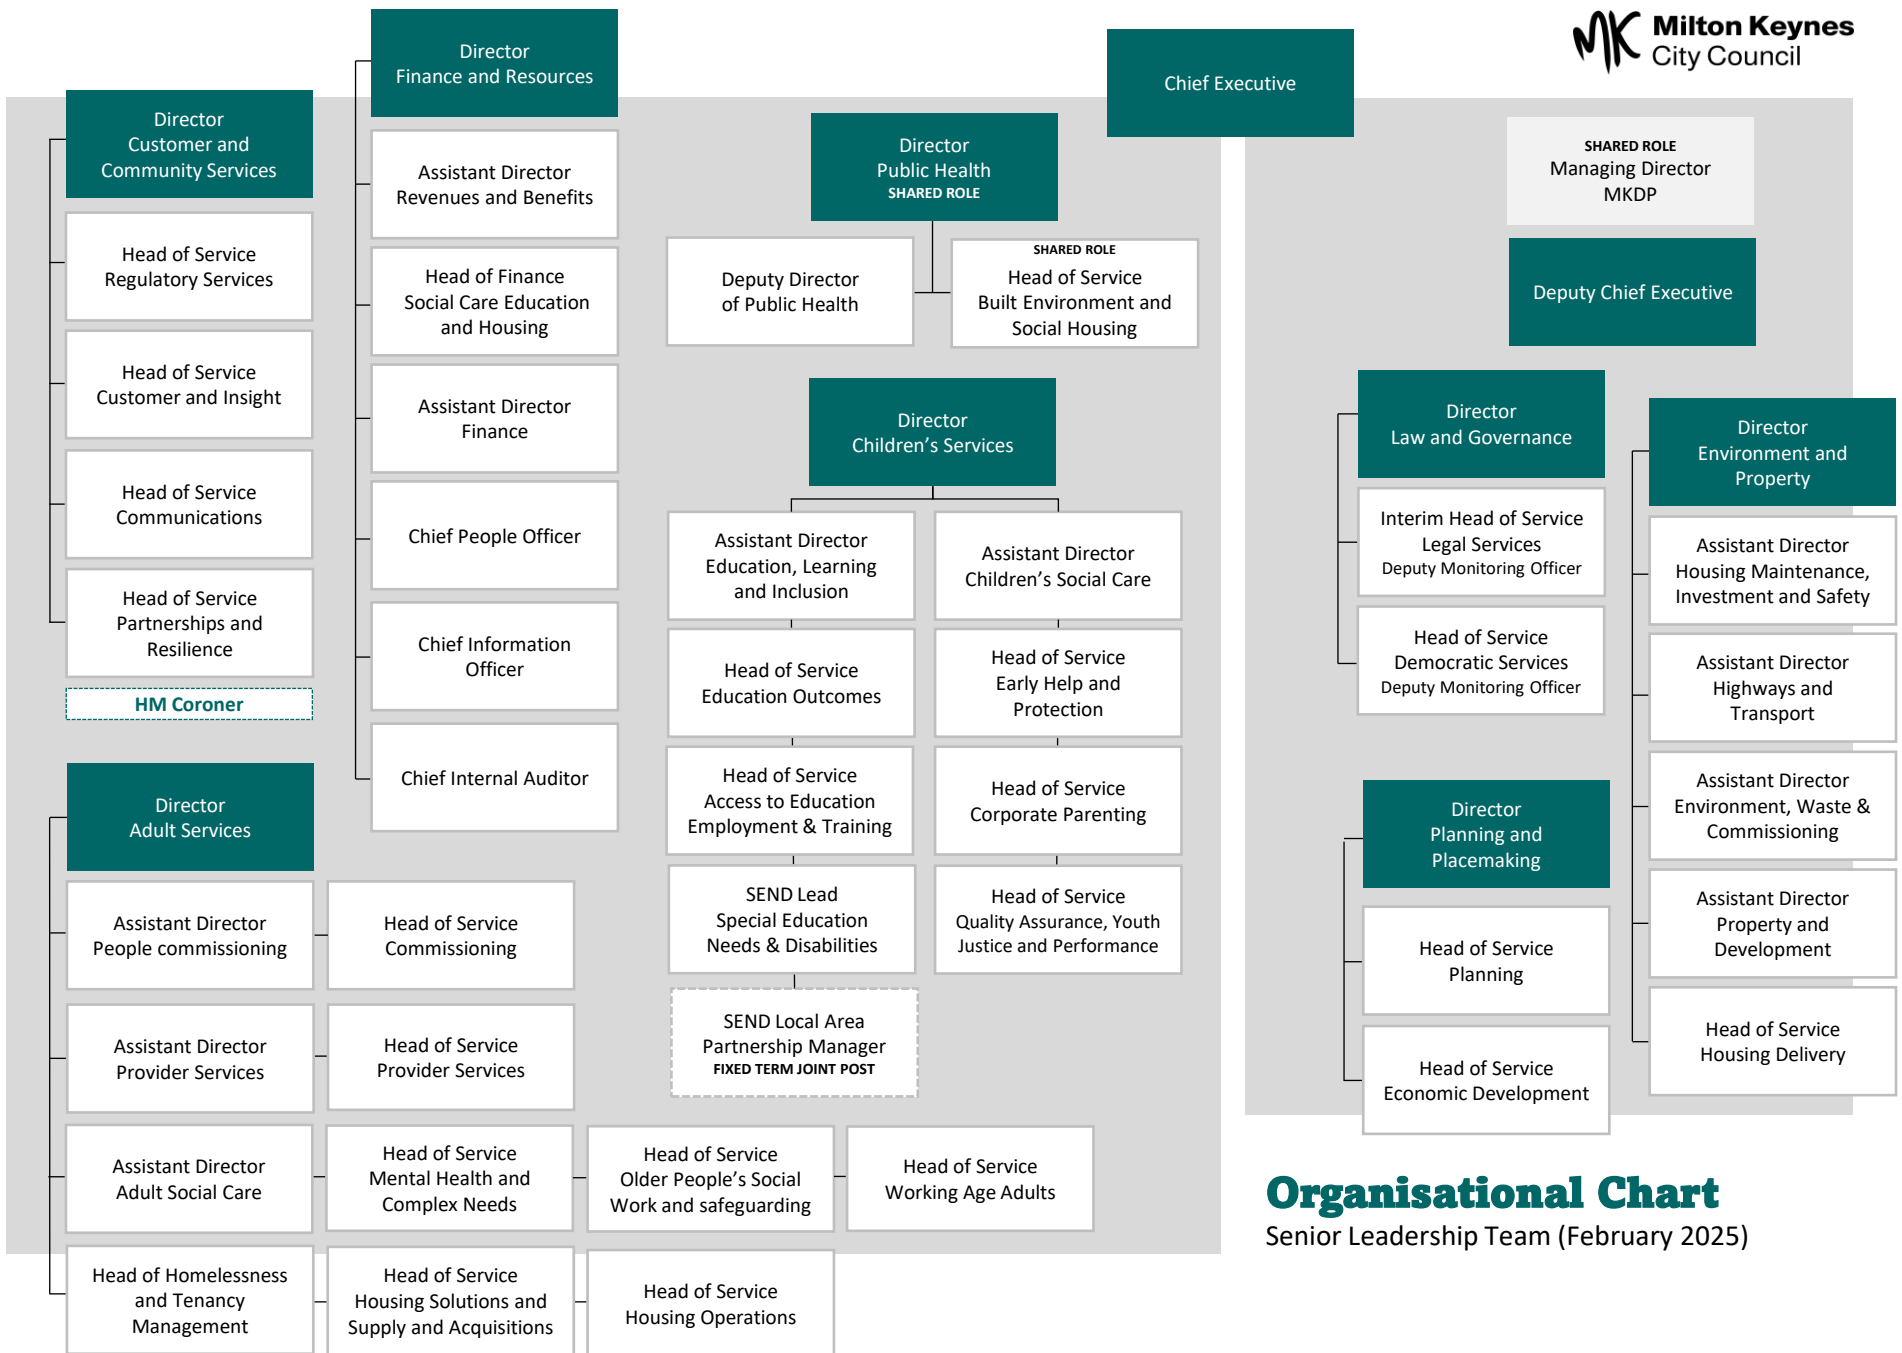 Milton Keynes
City Council
Chief Executive
Director
Finance and Resources
Assistant Director
Revenues and Benefits
Head of Finance
Social Care Education
and Housing
Assistant Director
Finance
Chief People Officer
Chief Information
Officer
Chief Internal Auditor
Director
Customer and
Community Services
Head of Service
Regulatory Services
Head of Service
Customer and Insight
Head of Service
Communications
Head of Service
Partnerships and
Resilience
HM Coroner
Director
Adult Services
Assistant Director
People commissioning
Head of Service
Commissioning
Assistant Director
Provider Services
Head of Service
Provider Services
Assistant Director
Adult Social Care
Head of Service
Mental Health and
Complex Needs
Head of Service
Older People’s Social
Work and safeguarding
Head of Service
Working Age Adults
Head of Homelessness
and Tenancy
Management
Head of Service
Housing Solutions and
Supply and Acquisitions
Head of Service
Housing Operations
Director
Public Health
SHARED ROLE
Deputy Director
of Public Health
SHARED ROLE
Head of Service
Built Environment and
Social Housing
Director
Children’s Services
Assistant Director
Education, Learning
and Inclusion
Head of Service
Education Outcomes
Head of Service
Access to Education
Employment & Training
SEND Lead
Special Education
Needs & Disabilities
SEND Local Area
Partnership Manager
FIXED TERM JOINT POST
Assistant Director
Children’s Social Care
Head of Service
Early Help and
Protection
Head of Service
Corporate Parenting
Head of Service
Quality Assurance, Youth
Justice and Performance
SHARED ROLE
Managing Director
MKDP
Deputy Chief Executive
Director
Law and Governance
Interim Head of Service
Legal Services
Deputy Monitoring Officer
Head of Service
Democratic Services
Deputy Monitoring Officer
Director
Planning and
Placemaking
Head of Service
Planning
Head of Service
Economic Development
Director
Environment and
Property
Assistant Director
Housing Maintenance,
Investment and Safety
Assistant Director
Highways and
Transport
Assistant Director
Environment, Waste &
Commissioning
Assistant Director
Property and
Development
Head of Service
Housing Delivery
Organisational Chart
Senior Leadership Team (February 2025)